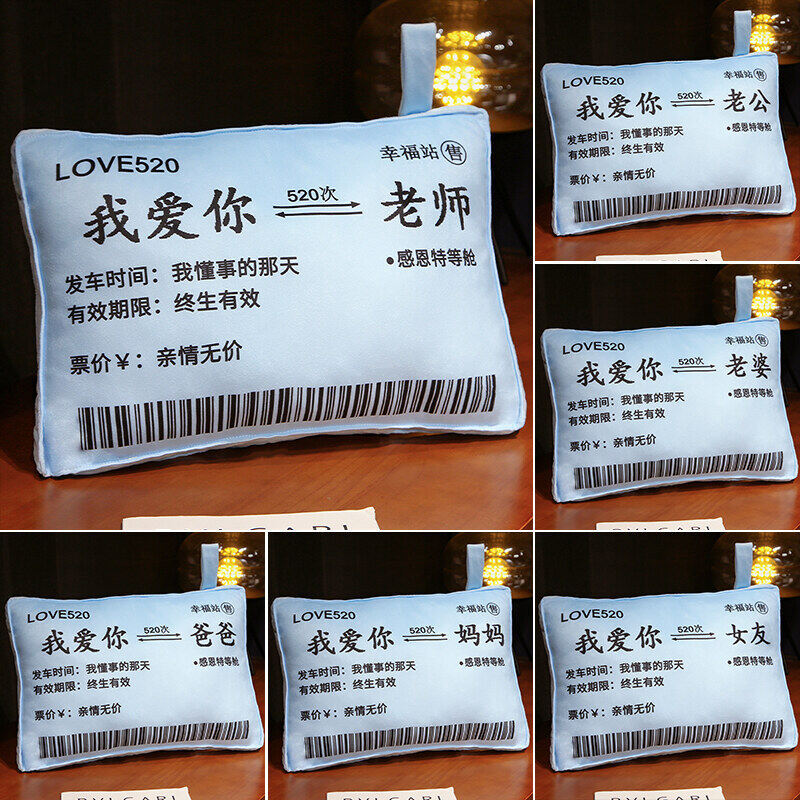 LOVE520
幸福站 售
我爱你 520次 老师
发车时间：我懂事的那天 •感恩特等舱
有效期限：终生有效
票价￥：亲情无价
LOVE520
幸福站 售
我爱你 520次 老公
发车时间：我懂事的那天 •感恩特等舱
有效期限：终生有效
票价￥：亲情无价
LOVE520
幸福站 售
我爱你 520次 老婆
发车时间：我懂事的那天 •感恩特等舱
有效期限：终生有效
票价￥：亲情无价
LOVE520
幸福站 售
我爱你 520次 爸爸
发车时间：我懂事的那天 •感恩特等舱
有效期限：终生有效
票价￥：亲情无价
LOVE520
幸福站 售
我爱你 520次 妈妈
发车时间：我懂事的那天 •感恩特等舱
有效期限：终生有效
票价￥：亲情无价
LOVE520
幸福站 售
我爱你 520次 女友
发车时间：我懂事的那天 •感恩特等舱
有效期限：终生有效
票价￥：亲情无价